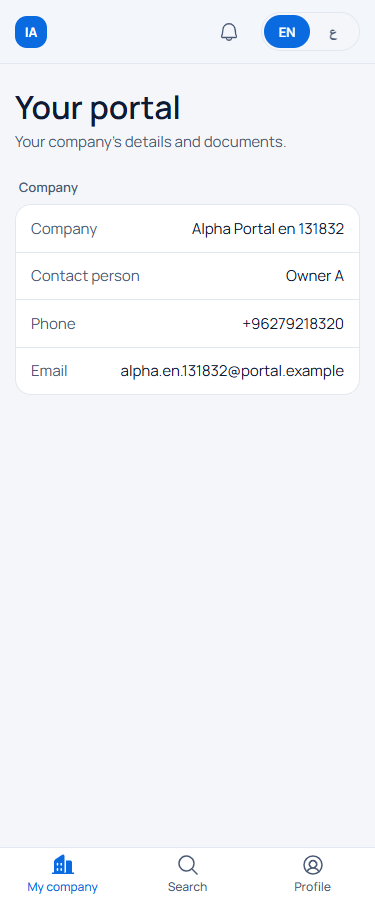 IA
EN
ع
Your portal
Your company's details and documents.
Company
Company Alpha Portal en 131832
Contact person Owner A
Phone +96279218320
Email alpha.en.131832@portal.example
My company Search Profile